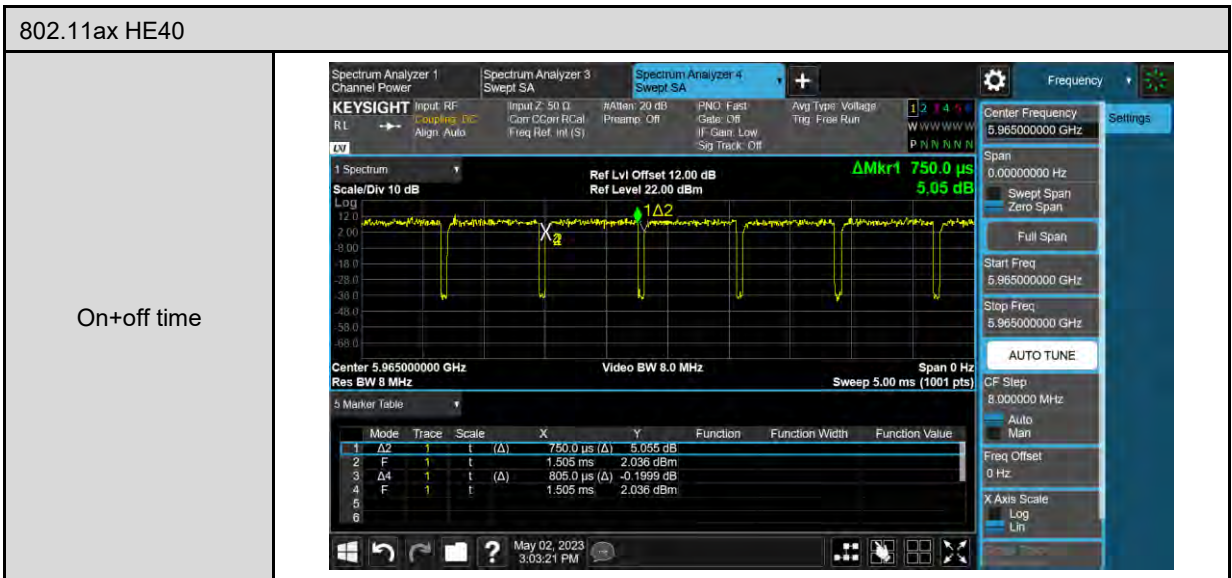 802.11ax HE40
On+off time
Spectrum Analyzer 1
Channel Power
Spectrum Analyzer 3
Swept SA
Spectrum Analyzer 4
Swept SA
Frequency
KEYSIGHT
RL
LXI
Input: RF
Coupling: DC
Align: Auto
Input Z: 50 Ω
Corr CCorr RCal
Freq Ref: Int (S)
#Atten: 20 dB
Preamp: Off
PNO: Fast
Gate: Off
IF Gain: Low
Sig Track: Off
Avg Type: Voltage
Trig: Free Run
1 2 3 4 5 6
W W W W W W
P N N N N N
1 Spectrum
Scale/Div 10 dB
Ref Lvl Offset 12.00 dB
Ref Level 22.00 dBm
ΔMkr1 750.0 µs
5.05 dB
Log
12.0
2.00
-8.00
-18.0
-28.0
-38.0
-48.0
-58.0
-68.0
1Δ2
Center 5.965000000 GHz
Res BW 8 MHz
Video BW 8.0 MHz
Span 0 Hz
Sweep 5.00 ms (1001 pts)
5 Marker Table
Mode Trace Scale X Y Function Function Width Function Value
1 Δ2 1 t (Δ) 750.0 µs (Δ) 5.055 dB
2 F 1 t 1.505 ms 2.036 dBm
3 Δ4 1 t (Δ) 805.0 µs (Δ) -0.1999 dB
4 F 1 t 1.505 ms 2.036 dBm
5
6
May 02, 2023
3:03:21 PM
Settings
Center Frequency
5.965000000 GHz
Span
0.00000000 Hz
Swept Span
Zero Span
Full Span
Start Freq
5.965000000 GHz
Stop Freq
5.965000000 GHz
AUTO TUNE
CF Step
8.000000 MHz
Auto
Man
Freq Offset
0 Hz
X Axis Scale
Log
Lin